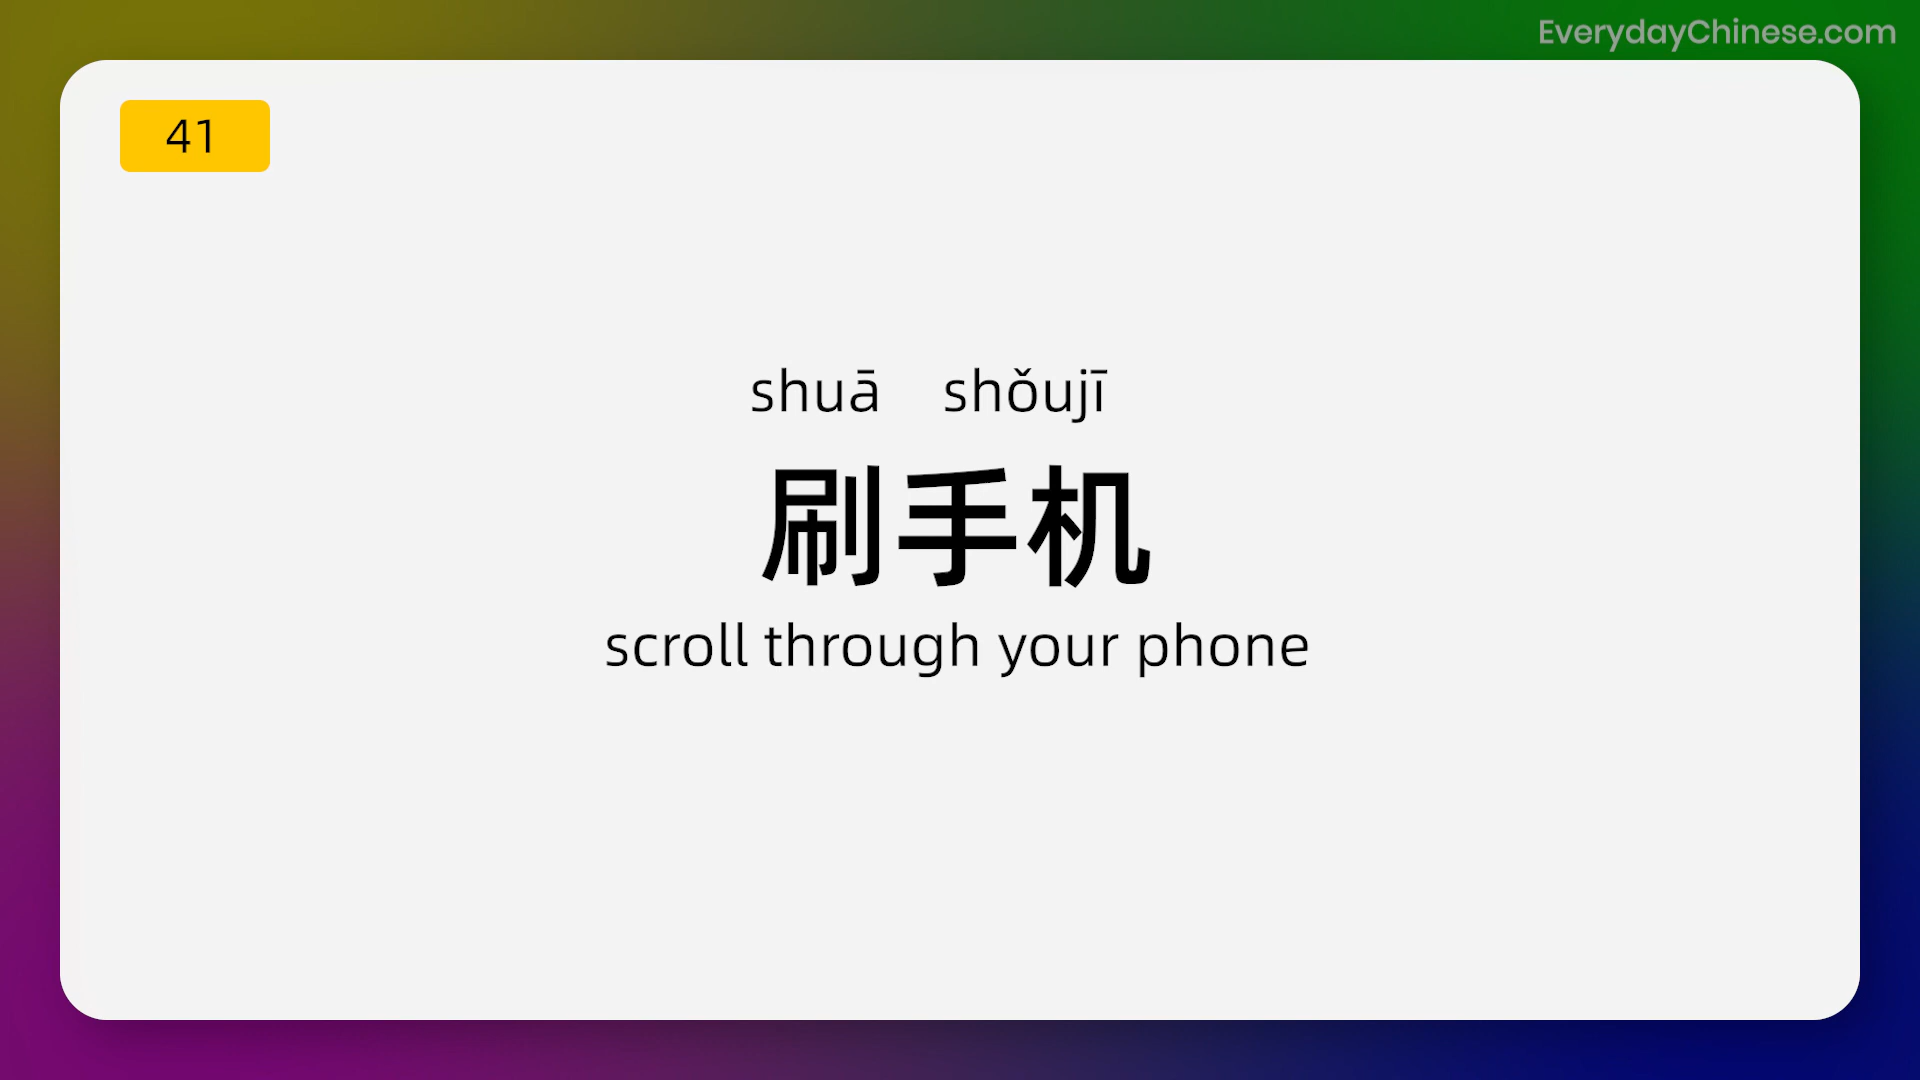 EverydayChinese.com
41
shuā shǒujī
刷手机
scroll through your phone